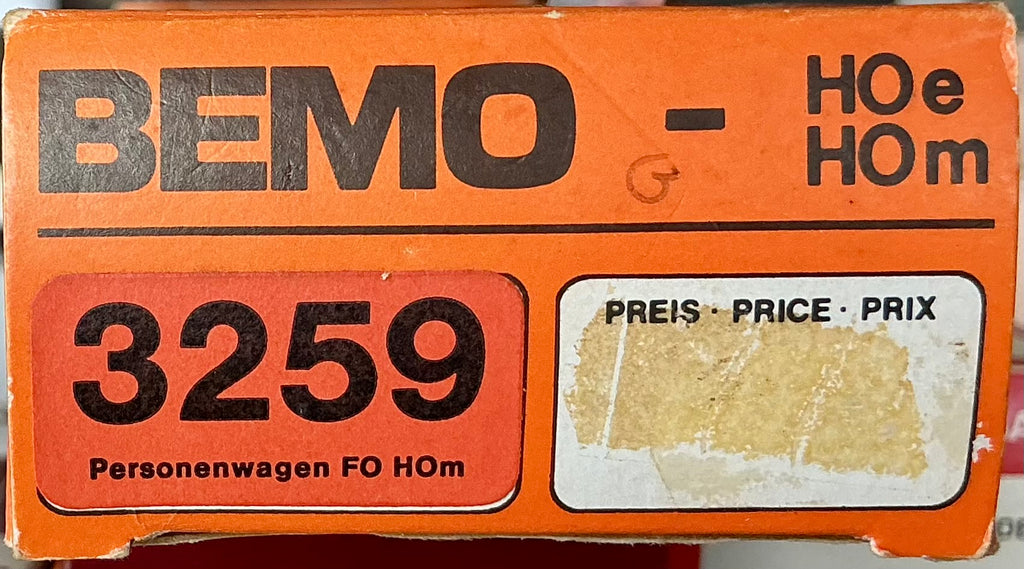 BEMO - HOe
HOm
3259
Personenwagen FO HOm
PREIS · PRICE · PRIX